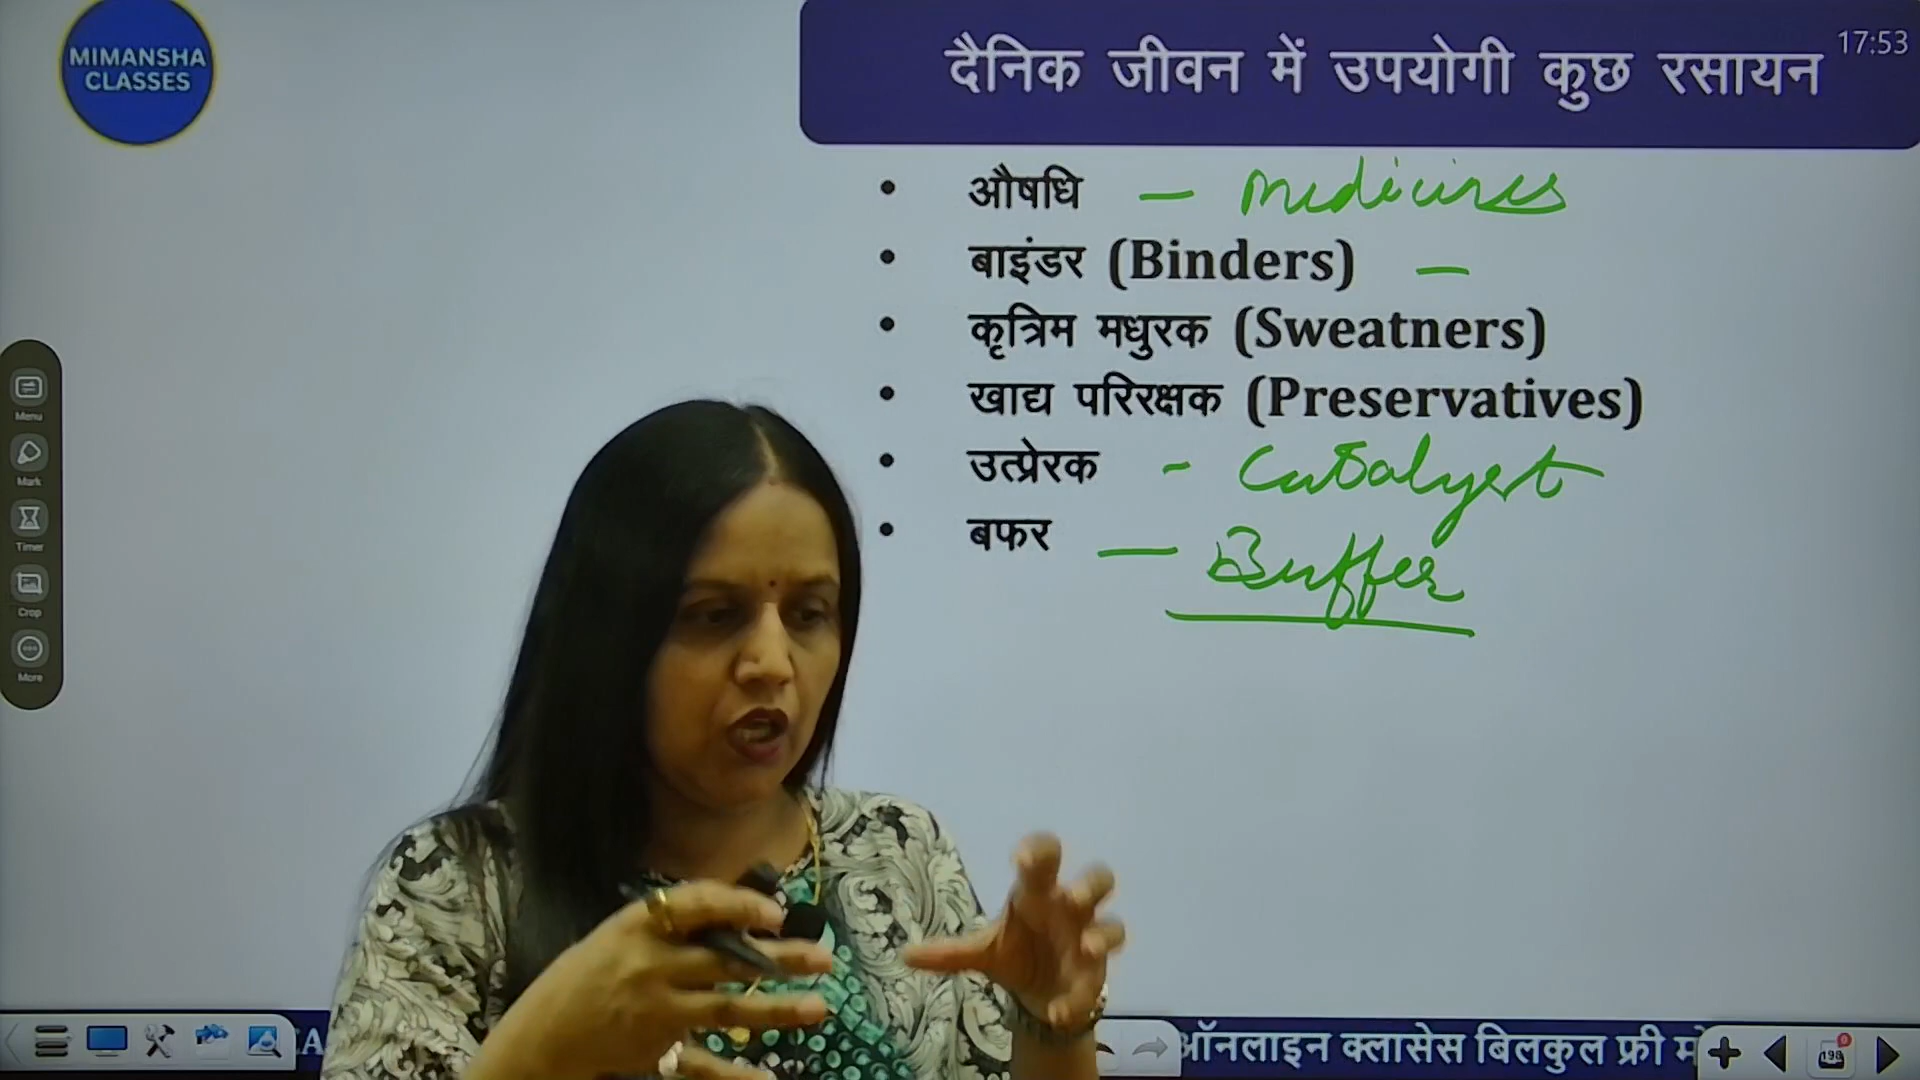 MIMANSHA
CLASSES
दैनिक जीवन में उपयोगी कुछ रसायन
17:53
• औषधि — Medicines
• बाइंडर (Binders) —
• कृत्रिम मधुरक (Sweatners)
• खाद्य परिरक्षक (Preservatives)
• उत्प्रेरक - Catalyst
• बफर — Buffer
Menu
Mark
Timer
Crop
More
ऑनलाइन क्लासेस बिलकुल फ्री
198